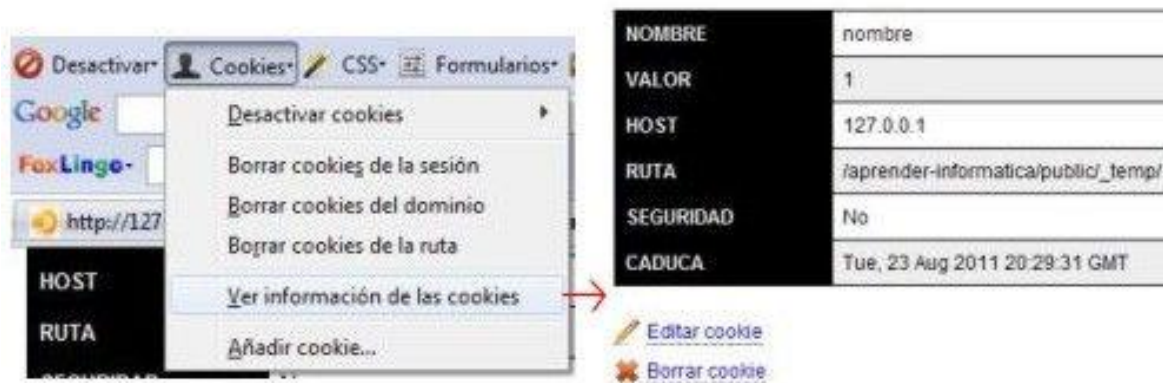 Desactivar Cookies CSS Formularios
Google
FoxLingo
http://127
HOST
RUTA
SEGURIDAD
Desactivar cookies
Borrar cookies de la sesión
Borrar cookies del dominio
Borrar cookies de la ruta
Ver información de las cookies
Añadir cookie...
NOMBRE nombre
VALOR 1
HOST 127.0.0.1
RUTA /aprender-informatica/public/_temp/
SEGURIDAD No
CADUCA Tue, 23 Aug 2011 20:29:31 GMT
Editar cookie
Borrar cookie